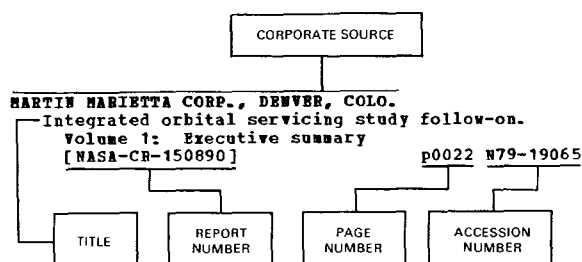 CORPORATE SOURCE
MARTIN MARIETTA CORP., DENVER, COLO.
Integrated orbital servicing study follow-on.
Volume 1: Executive summary
[NASA-CR-150890] p0022 N79-19065
TITLE
REPORT NUMBER
PAGE NUMBER
ACCESSION NUMBER